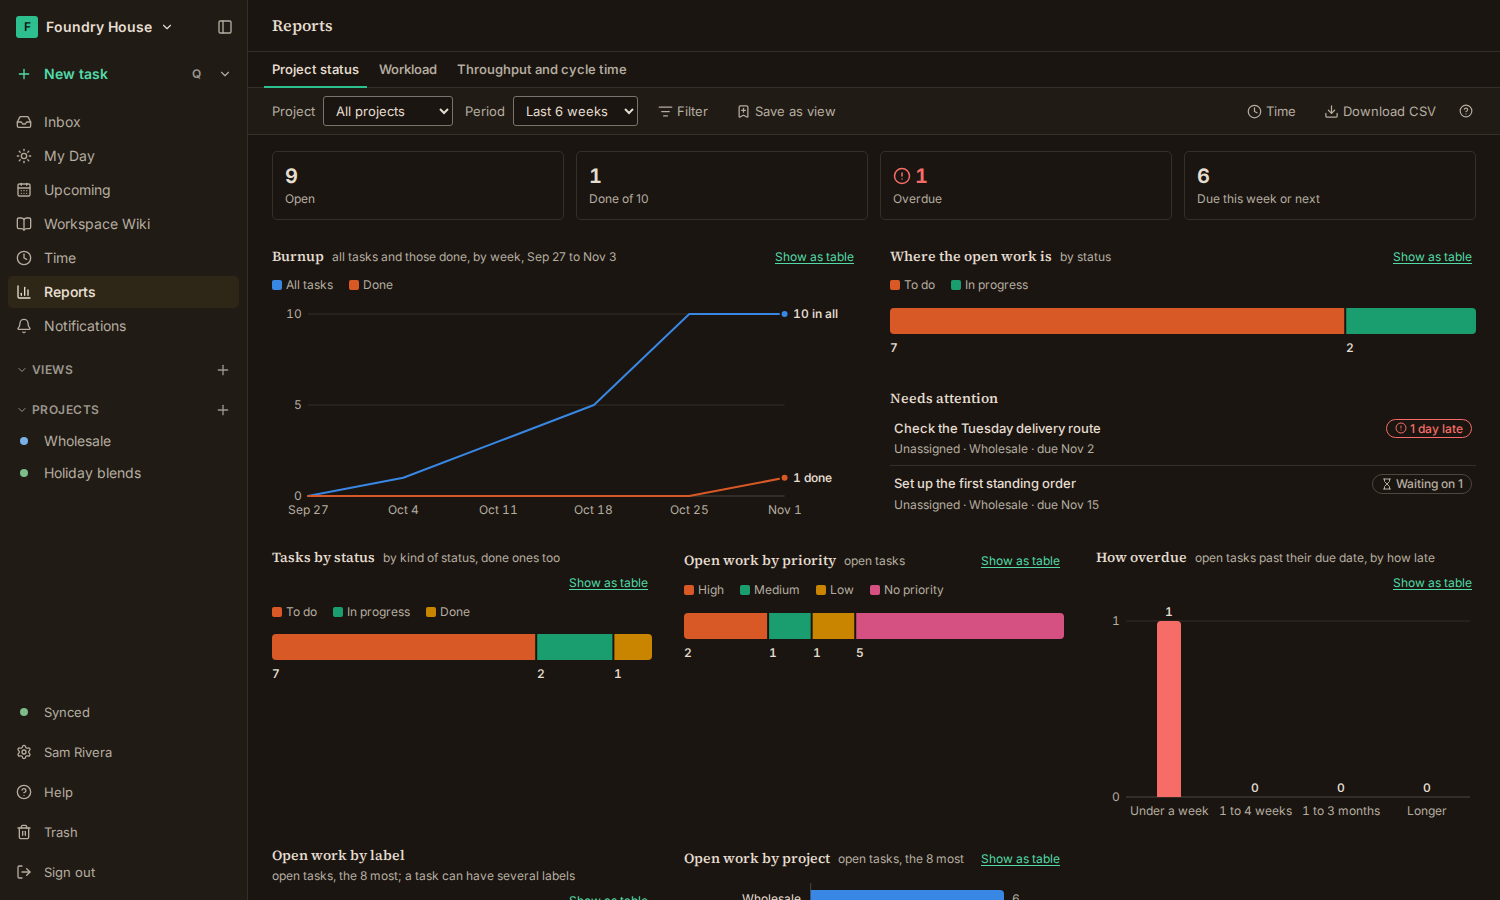 F Foundry House
New task Q
Inbox
My Day
Upcoming
Workspace Wiki
Time
Reports
Notifications
VIEWS
PROJECTS
Wholesale
Holiday blends
Synced
Sam Rivera
Help
Trash
Sign out
Reports
Project status Workload Throughput and cycle time
Project All projects Period Last 6 weeks Filter Save as view Time Download CSV
9
Open
1
Done of 10
1
Overdue
6
Due this week or next
Burnup all tasks and those done, by week, Sep 27 to Nov 3 Show as table
All tasks Done
10 10 in all
5
1 done
0
Sep 27 Oct 4 Oct 11 Oct 18 Oct 25 Nov 1
Where the open work is by status Show as table
To do In progress
7 2
Needs attention
Check the Tuesday delivery route 1 day late
Unassigned · Wholesale · due Nov 2
Set up the first standing order Waiting on 1
Unassigned · Wholesale · due Nov 15
Tasks by status by kind of status, done ones too
Show as table
To do In progress Done
7 2 1
Open work by priority open tasks Show as table
High Medium Low No priority
2 1 1 5
How overdue open tasks past their due date, by how late
Show as table
1
1
0 0 0
0
Under a week 1 to 4 weeks 1 to 3 months Longer
Open work by label
open tasks, the 8 most; a task can have several labels
Show as table
Open work by project open tasks, the 8 most Show as table
Wholesale 6